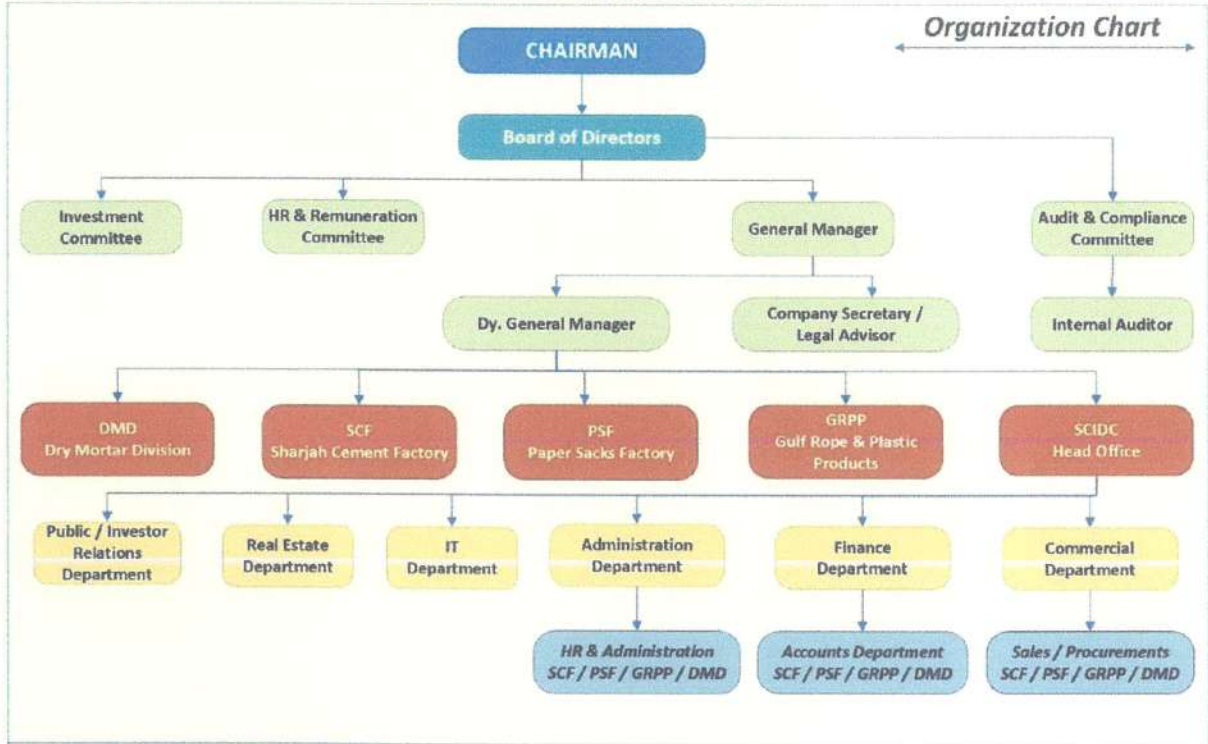 Organization Chart
CHAIRMAN
Board of Directors
Investment
Committee
HR & Remuneration
Committee
General Manager
Audit & Compliance
Committee
Dy. General Manager
Company Secretary /
Legal Advisor
Internal Auditor
DMD
Dry Mortar Division
SCF
Sharjah Cement Factory
PSF
Paper Sacks Factory
GRPP
Gulf Rope & Plastic
Products
SCIDC
Head Office
Public / Investor
Relations
Department
Real Estate
Department
IT
Department
Administration
Department
Finance
Department
Commercial
Department
HR & Administration
SCF / PSF / GRPP / DMD
Accounts Department
SCF / PSF / GRPP / DMD
Sales / Procurements
SCF / PSF / GRPP / DMD